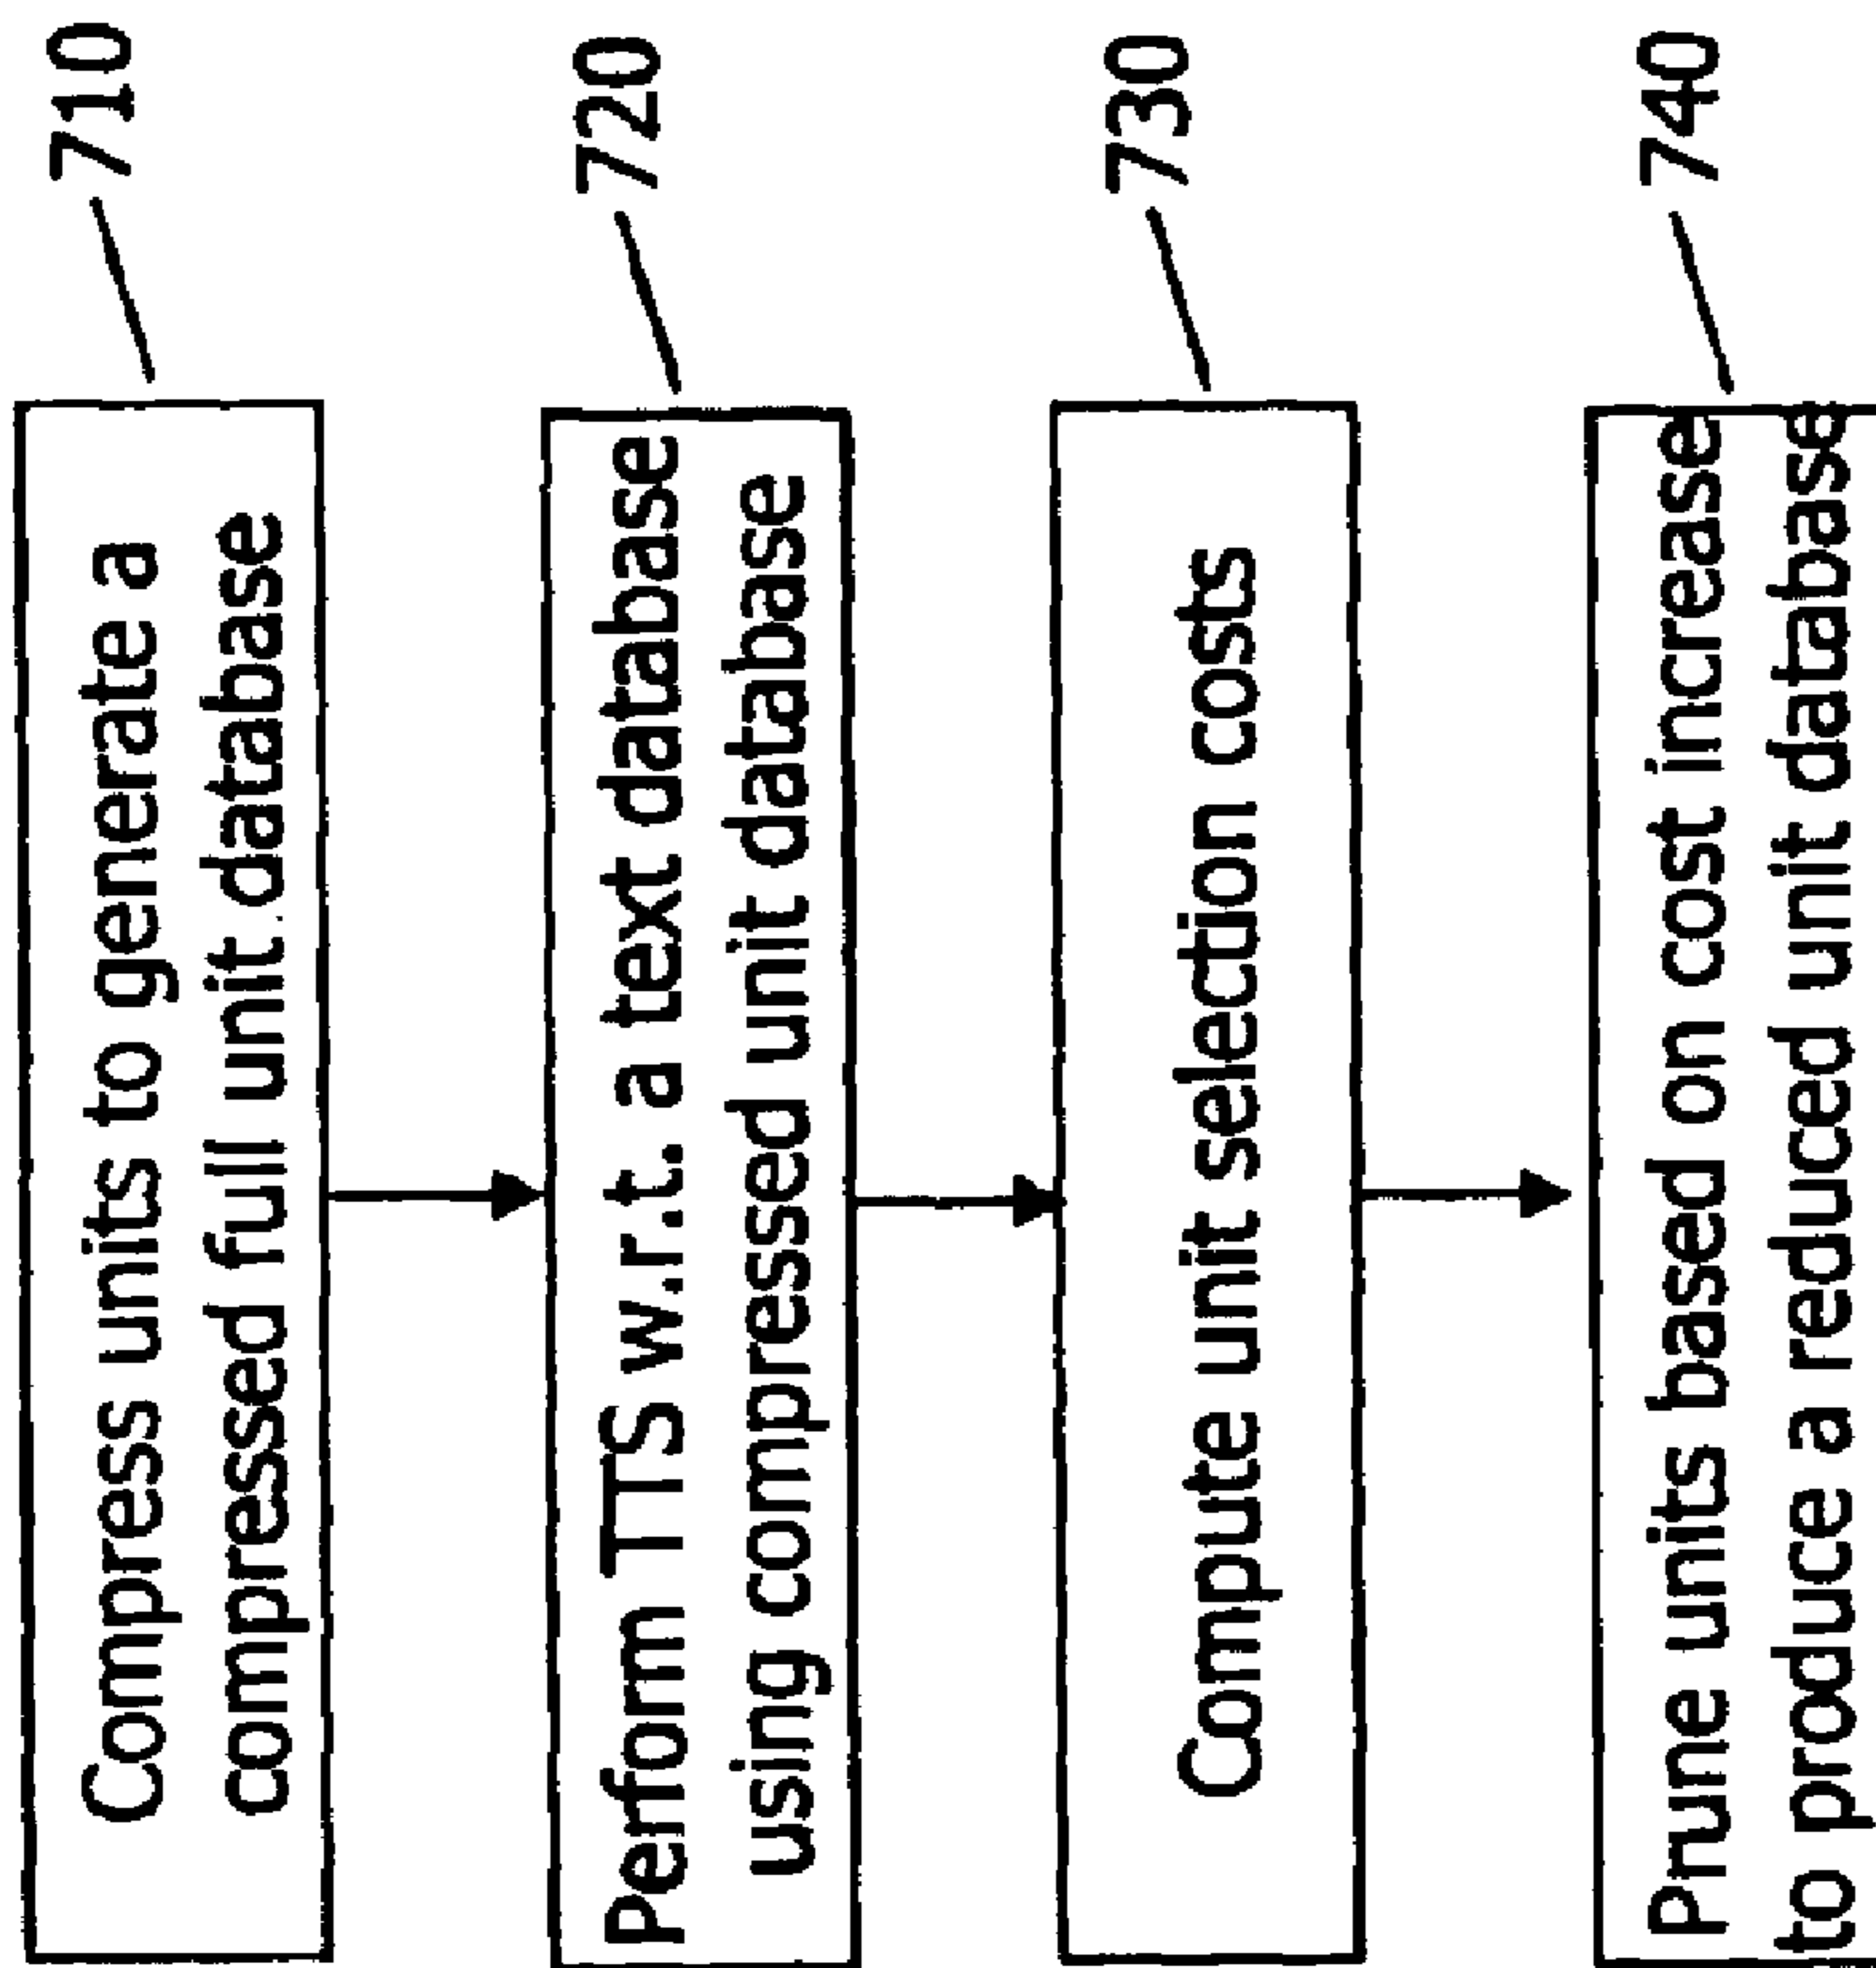 Compress units to generate a
compressed full unit database
710
Perform TTS w.r.t. a text database
using compressed unit database
720
Compute unit selection costs
730
Prune units based on cost increase
to produce a reduced unit database
740